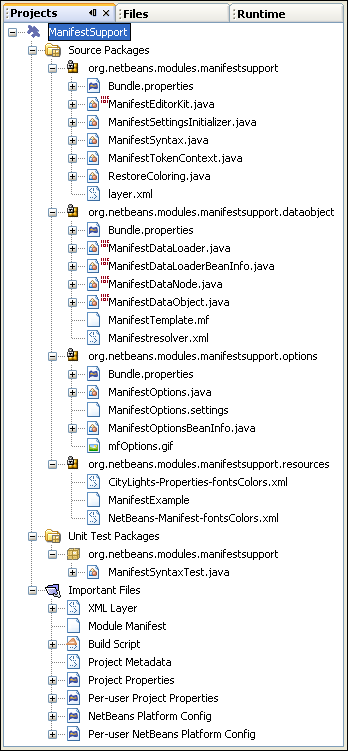 Projects Files Runtime
ManifestSupport
Source Packages
org.netbeans.modules.manifestsupport
Bundle.properties
ManifestEditorKit.java
ManifestSettingsInitializer.java
ManifestSyntax.java
ManifestTokenContext.java
RestoreColoring.java
layer.xml
org.netbeans.modules.manifestsupport.dataobject
Bundle.properties
ManifestDataLoader.java
ManifestDataLoaderBeanInfo.java
ManifestDataNode.java
ManifestDataObject.java
ManifestTemplate.mf
Manifestresolver.xml
org.netbeans.modules.manifestsupport.options
Bundle.properties
ManifestOptions.java
ManifestOptions.settings
ManifestOptionsBeanInfo.java
mfOptions.gif
org.netbeans.modules.manifestsupport.resources
CityLights-Properties-fontsColors.xml
ManifestExample
NetBeans-Manifest-fontsColors.xml
Unit Test Packages
org.netbeans.modules.manifestsupport
ManifestSyntaxTest.java
Important Files
XML Layer
Module Manifest
Build Script
Project Metadata
Project Properties
Per-user Project Properties
NetBeans Platform Config
Per-user NetBeans Platform Config